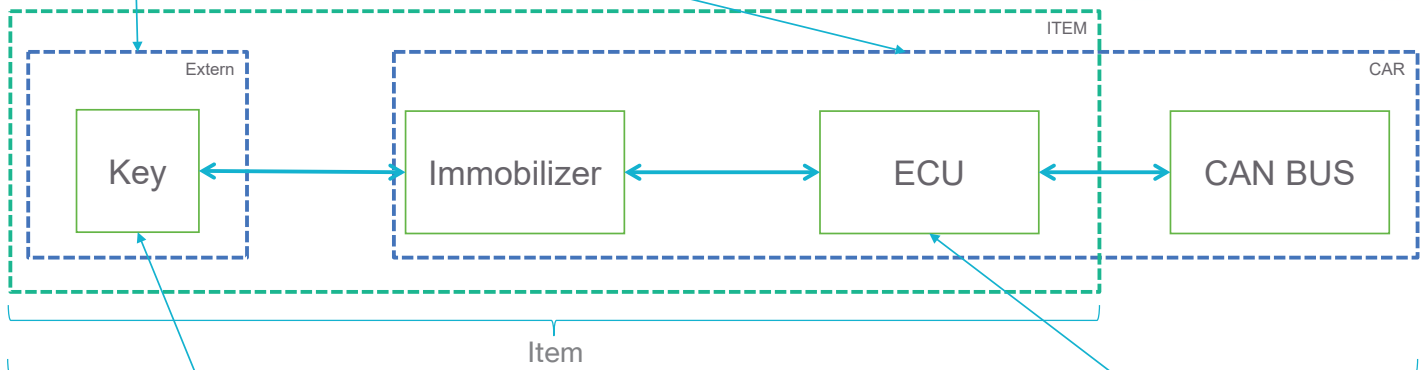 ITEM
Extern
CAR
Key
Immobilizer
ECU
CAN BUS
Item